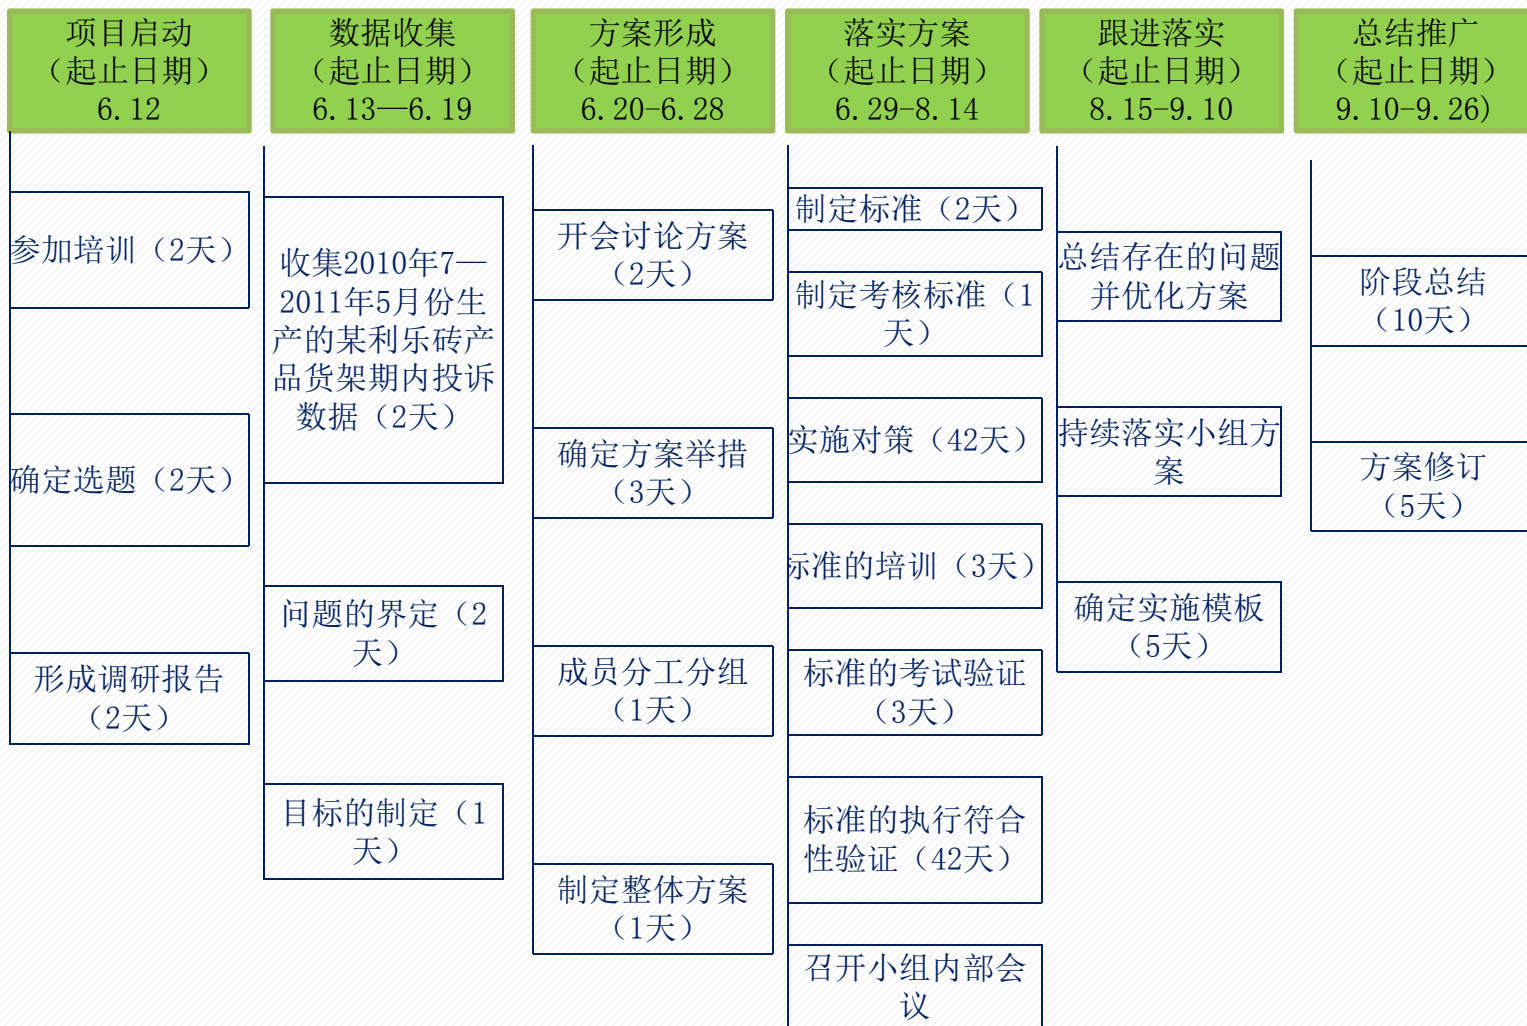 项目启动
（起止日期）
6.12
参加培训（2天）
确定选题（2天）
形成调研报告
（2天）
数据收集
（起止日期）
6.13—6.19
收集2010年7—
2011年5月份生
产的某利乐砖产
品货架期内投诉
数据（2天）
问题的界定（2
天）
目标的制定（1
天）
方案形成
（起止日期）
6.20-6.28
开会讨论方案
（2天）
确定方案举措
（3天）
成员分工分组
（1天）
制定整体方案
（1天）
落实方案
（起止日期）
6.29-8.14
制定标准（2天）
制定考核标准（1
天）
实施对策（42天）
标准的培训（3天）
标准的考试验证
（3天）
标准的执行符合
性验证（42天）
召开小组内部会
议
跟进落实
（起止日期）
8.15-9.10
总结存在的问题
并优化方案
持续落实小组方
案
确定实施模板
（5天）
总结推广
（起止日期）
9.10-9.26)
阶段总结
（10天）
方案修订
（5天）